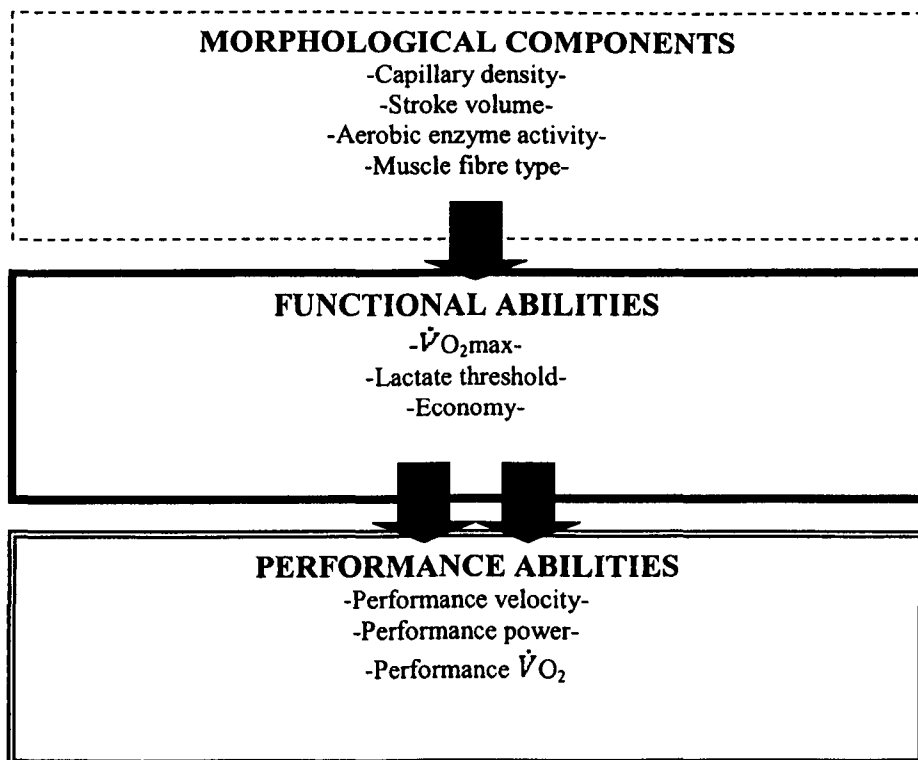 MORPHOLOGICAL COMPONENTS
-Capillary density-
-Stroke volume-
-Aerobic enzyme activity-
-Muscle fibre type-
FUNCTIONAL ABILITIES
-V̇O₂max-
-Lactate threshold-
-Economy-
PERFORMANCE ABILITIES
-Performance velocity-
-Performance power-
-Performance V̇O₂